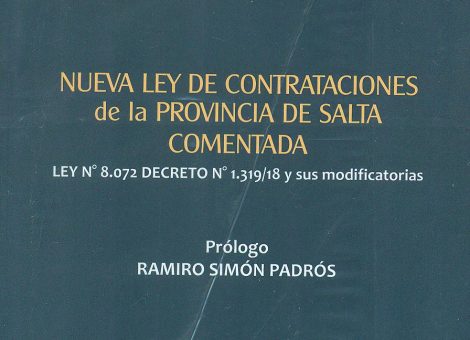 NUEVA LEY DE CONTRATACIONES
de la PROVINCIA DE SALTA
COMENTADA
LEY N° 8.072 DECRETO N° 1.319/18 y sus modificatorias
Prólogo
RAMIRO SIMÓN PADRÓS